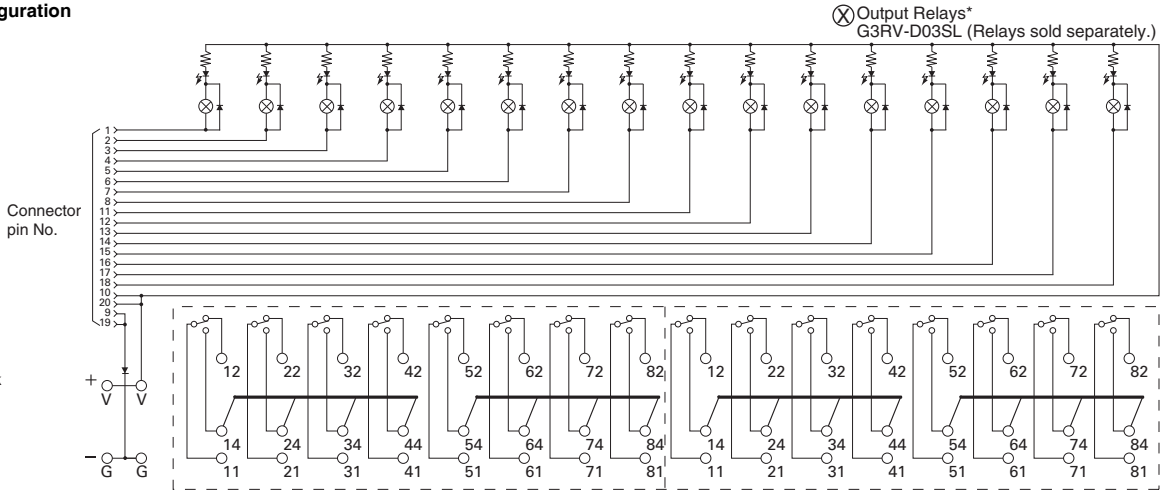 guration
Output Relays*
G3RV-D03SL (Relays sold separately.)
Connector
pin No.
1
2
3
4
5
6
7
8
11
12
13
14
15
16
17
18
10
20
9
19
+ V V
− G G
12 22 32 42 52 62 72 82 12 22 32 42 52 62 72 82
14 24 34 44 54 64 74 84 14 24 34 44 54 64 74 84
11 21 31 41 51 61 71 81 11 21 31 41 51 61 71 81